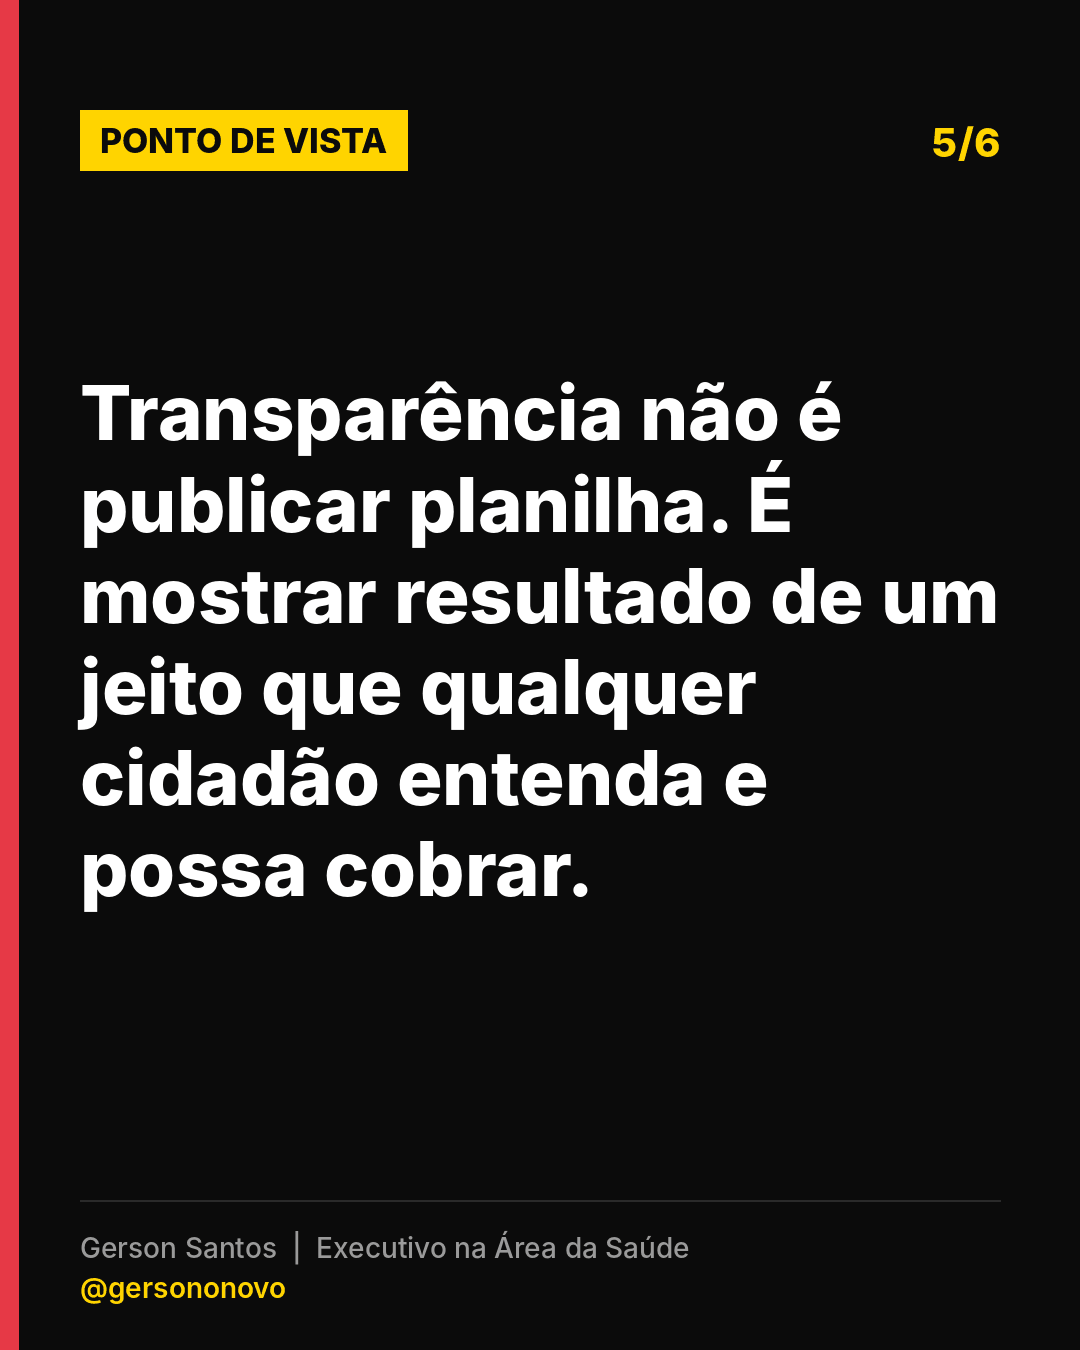 PONTO DE VISTA
5/6
Transparência não é
publicar planilha. É
mostrar resultado de um
jeito que qualquer
cidadão entenda e
possa cobrar.
Gerson Santos | Executivo na Área da Saúde
@gersononovo